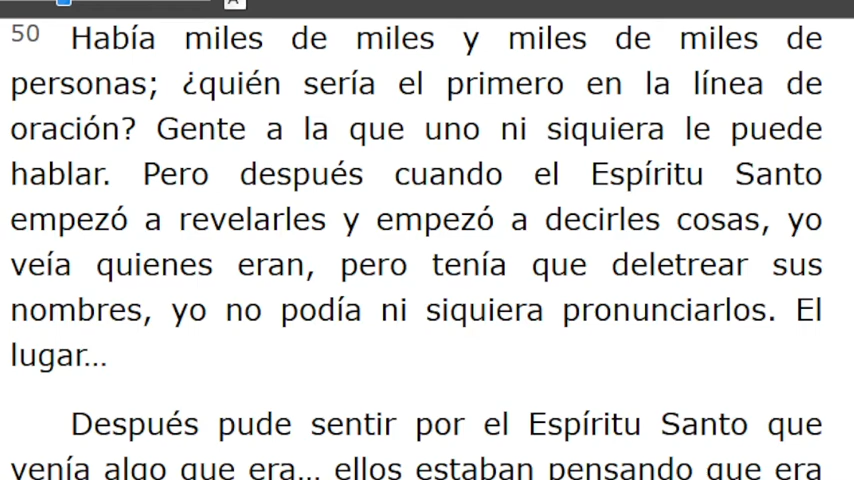 50 Había miles de miles y miles de miles de
personas; ¿quién sería el primero en la línea de
oración? Gente a la que uno ni siquiera le puede
hablar. Pero después cuando el Espíritu Santo
empezó a revelarles y empezó a decirles cosas, yo
veía quienes eran, pero tenía que deletrear sus
nombres, yo no podía ni siquiera pronunciarlos. El
lugar…
Después pude sentir por el Espíritu Santo que
venía algo que era… ellos estaban pensando que era